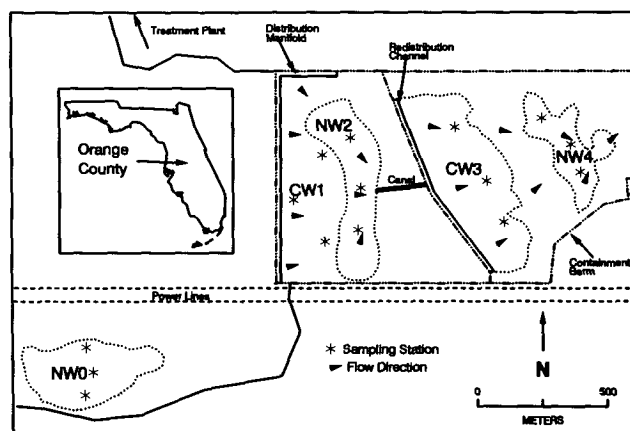 Treatment Plant
Distribution
Manifold
Redistribution
Channel
Orange
County
NW2
CW1
Canal
CW3
NW4
Containment
Berm
Power Lines
NW0
Sampling Station
Flow Direction
N
0
500
METERS